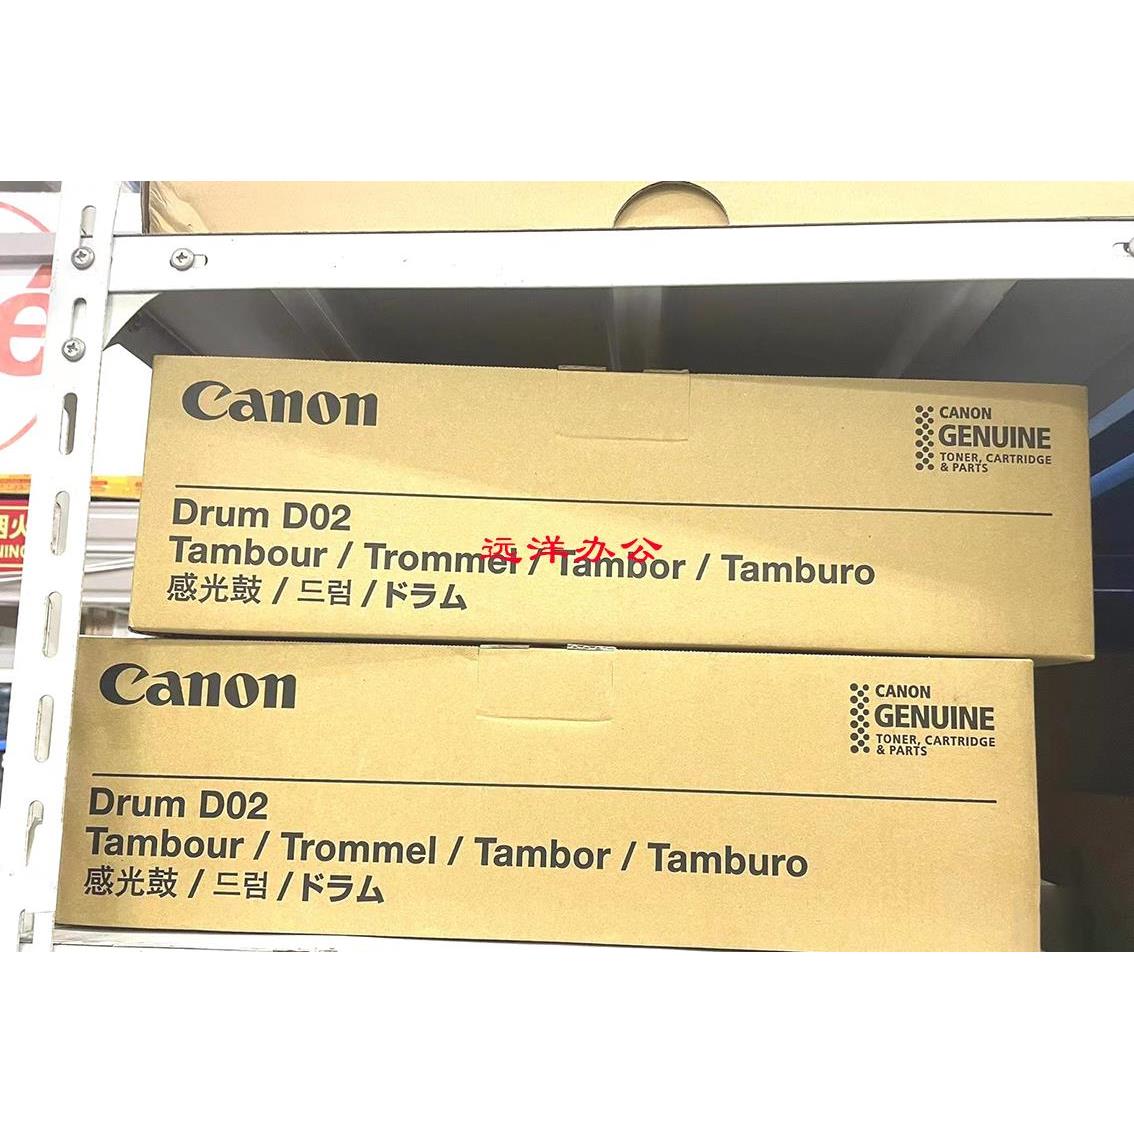 Canon
CANON
GENUINE
TONER, CARTRIDGE
& PARTS
Drum D02
Tambour / Trommel / Tambor / Tamburo
远洋办公
感光鼓 / 드럼 / ドラム
Canon
CANON
GENUINE
TONER, CARTRIDGE
& PARTS
Drum D02
Tambour / Trommel / Tambor / Tamburo
感光鼓 / 드럼 / ドラム